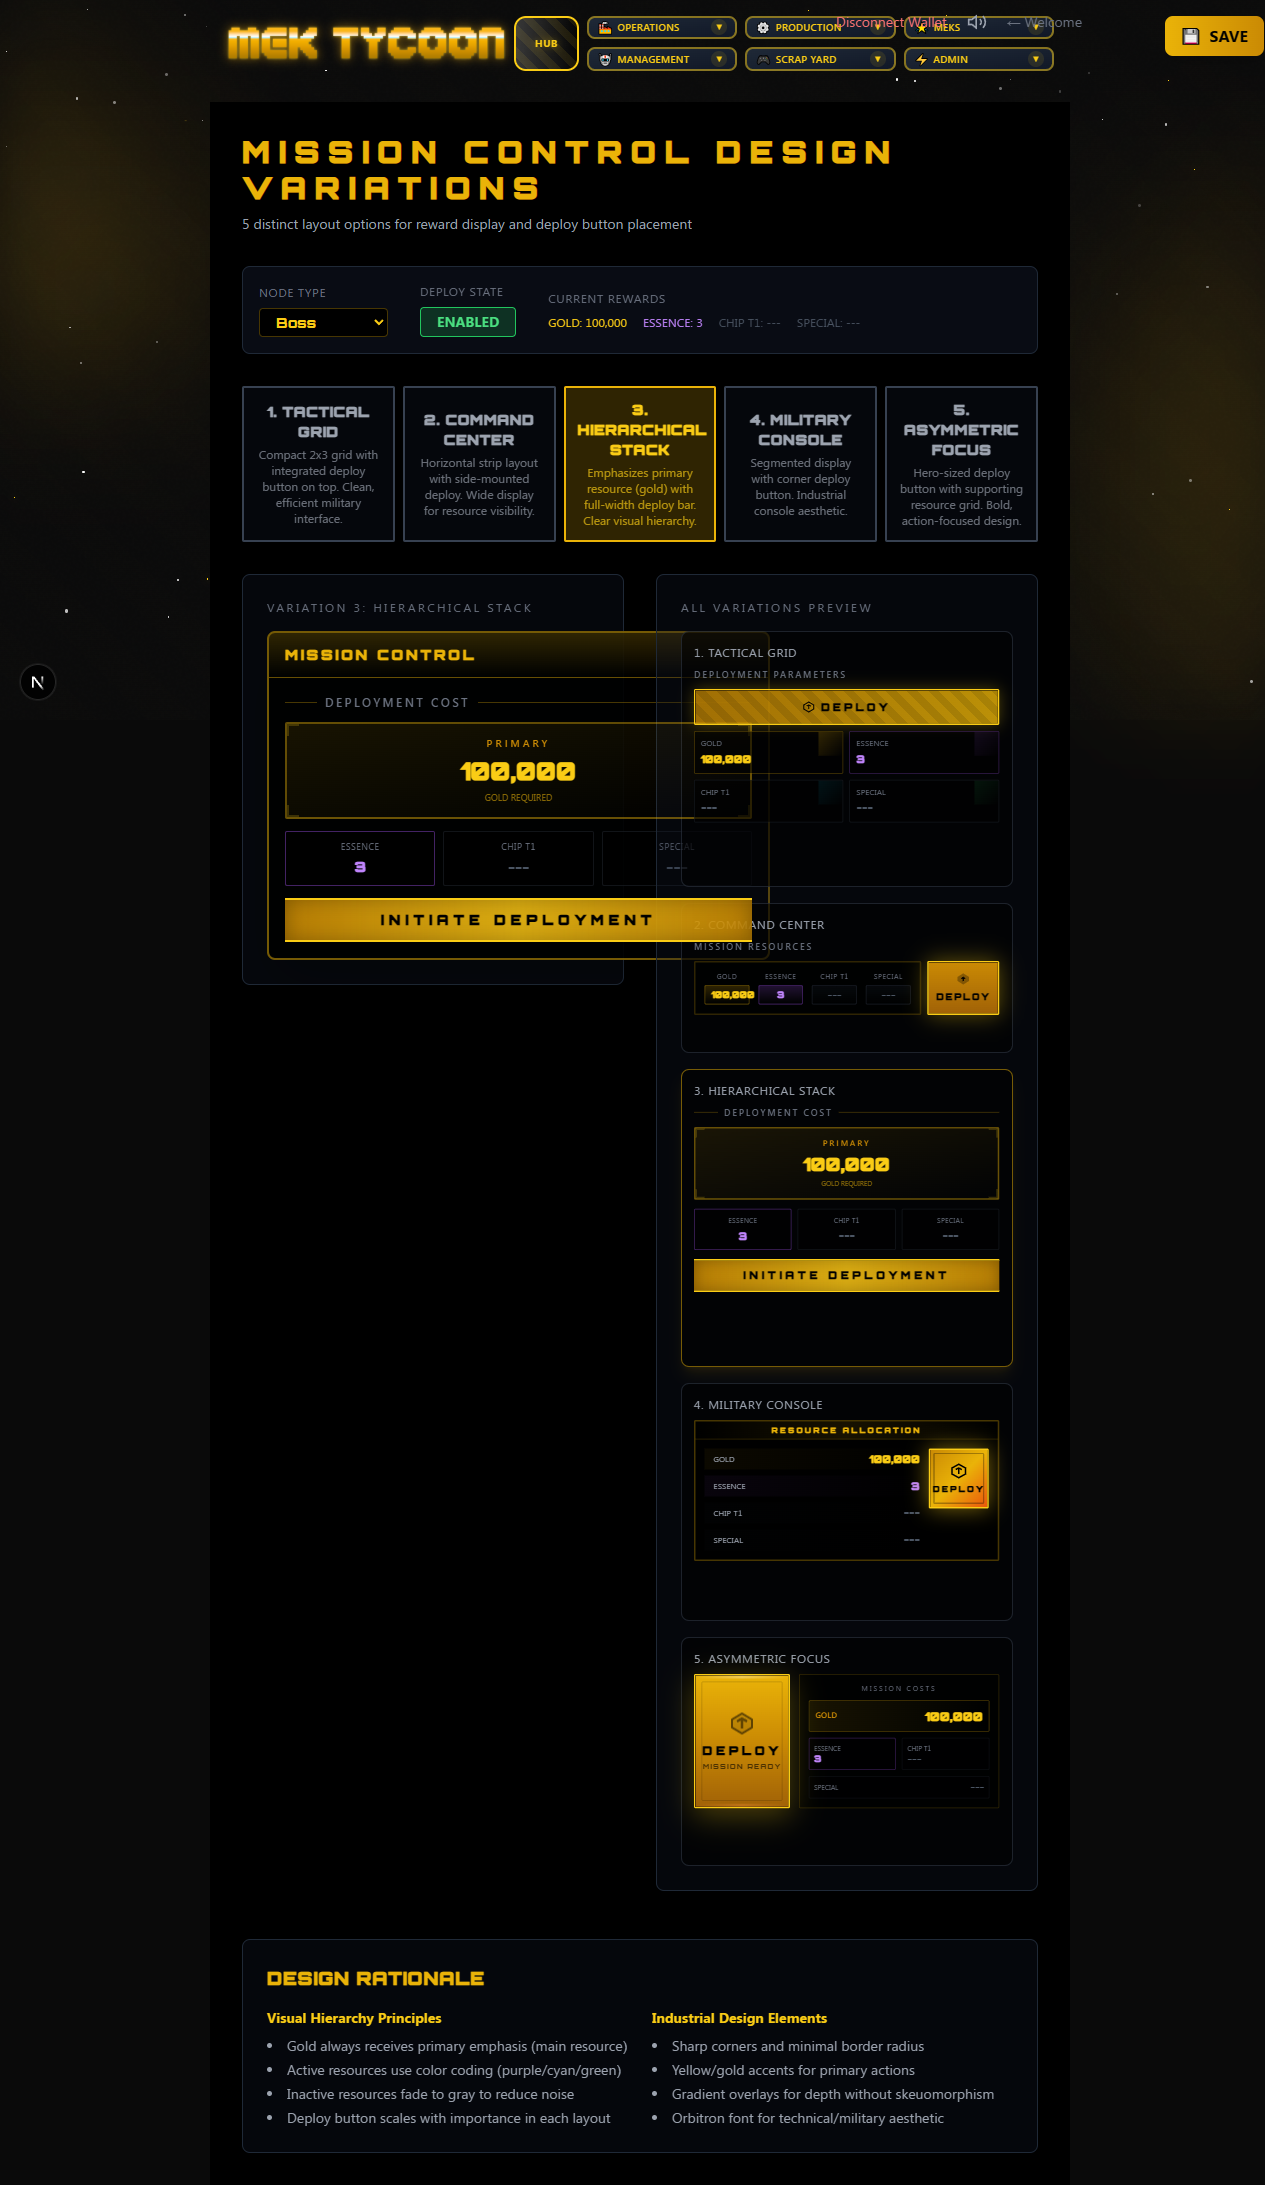 MEK TYCOON
HUB
OPERATIONS
PRODUCTION
MEKS
MANAGEMENT
SCRAP YARD
ADMIN
Disconnect Wallet
← Welcome
SAVE
MISSION CONTROL DESIGN
VARIATIONS
5 distinct layout options for reward display and deploy button placement
NODE TYPE
Boss
DEPLOY STATE
ENABLED
CURRENT REWARDS
GOLD: 100,000 ESSENCE: 3 CHIP T1: --- SPECIAL: ---
1. TACTICAL
GRID
Compact 2x3 grid with
integrated deploy
button on top. Clean,
efficient military
interface.
2. COMMAND
CENTER
Horizontal strip layout
with side-mounted
deploy. Wide display
for resource visibility.
3.
HIERARCHICAL
STACK
Emphasizes primary
resource (gold) with
full-width deploy bar.
Clear visual hierarchy.
4. MILITARY
CONSOLE
Segmented display
with corner deploy
button. Industrial
console aesthetic.
5.
ASYMMETRIC
FOCUS
Hero-sized deploy
button with supporting
resource grid. Bold,
action-focused design.
VARIATION 3: HIERARCHICAL STACK
MISSION CONTROL
DEPLOYMENT COST
PRIMARY
100,000
GOLD REQUIRED
ESSENCE
3
CHIP T1
---
SPECIAL
---
INITIATE DEPLOYMENT
ALL VARIATIONS PREVIEW
1. TACTICAL GRID
DEPLOYMENT PARAMETERS
DEPLOY
GOLD
100,000
ESSENCE
3
CHIP T1
---
SPECIAL
---
2. COMMAND CENTER
MISSION RESOURCES
GOLD
100,000
ESSENCE
3
CHIP T1
---
SPECIAL
---
DEPLOY
3. HIERARCHICAL STACK
DEPLOYMENT COST
PRIMARY
100,000
GOLD REQUIRED
ESSENCE
3
CHIP T1
---
SPECIAL
---
INITIATE DEPLOYMENT
4. MILITARY CONSOLE
RESOURCE ALLOCATION
GOLD 100,000
ESSENCE 3
CHIP T1 ---
SPECIAL ---
DEPLOY
5. ASYMMETRIC FOCUS
DEPLOY
MISSION READY
MISSION COSTS
GOLD 100,000
ESSENCE
3
CHIP T1
---
SPECIAL ---
DESIGN RATIONALE
Visual Hierarchy Principles
• Gold always receives primary emphasis (main resource)
• Active resources use color coding (purple/cyan/green)
• Inactive resources fade to gray to reduce noise
• Deploy button scales with importance in each layout
Industrial Design Elements
• Sharp corners and minimal border radius
• Yellow/gold accents for primary actions
• Gradient overlays for depth without skeuomorphism
• Orbitron font for technical/military aesthetic
N